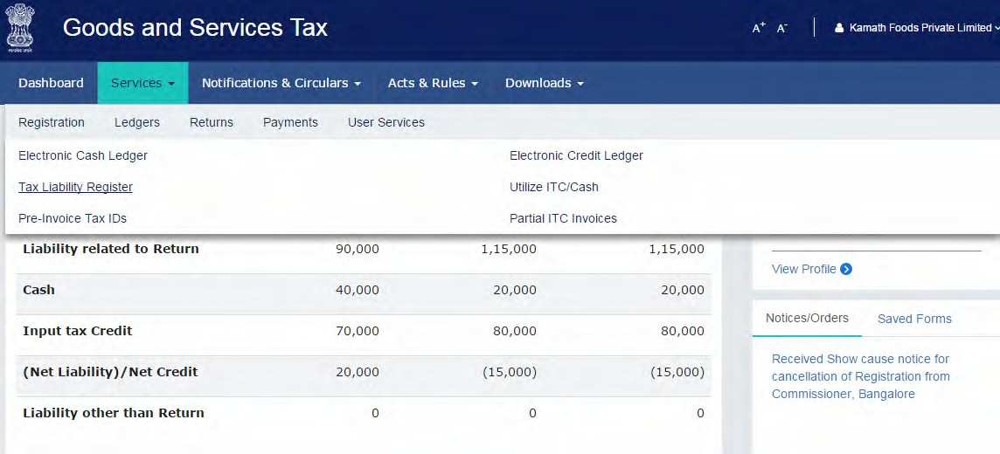 Goods and Services Tax
A+ A- Kamath Foods Private Limited
Dashboard Services Notifications & Circulars Acts & Rules Downloads
Registration Ledgers Returns Payments User Services
Electronic Cash Ledger Electronic Credit Ledger
Tax Liability Register Utilize ITC/Cash
Pre-Invoice Tax IDs Partial ITC Invoices
Liability related to Return 90,000 1,15,000 1,15,000
Cash 40,000 20,000 20,000
Input tax Credit 70,000 80,000 80,000
(Net Liability)/Net Credit 20,000 (15,000) (15,000)
Liability other than Return 0 0 0
View Profile
Notices/Orders Saved Forms
Received Show cause notice for
cancellation of Registration from
Commissioner, Bangalore